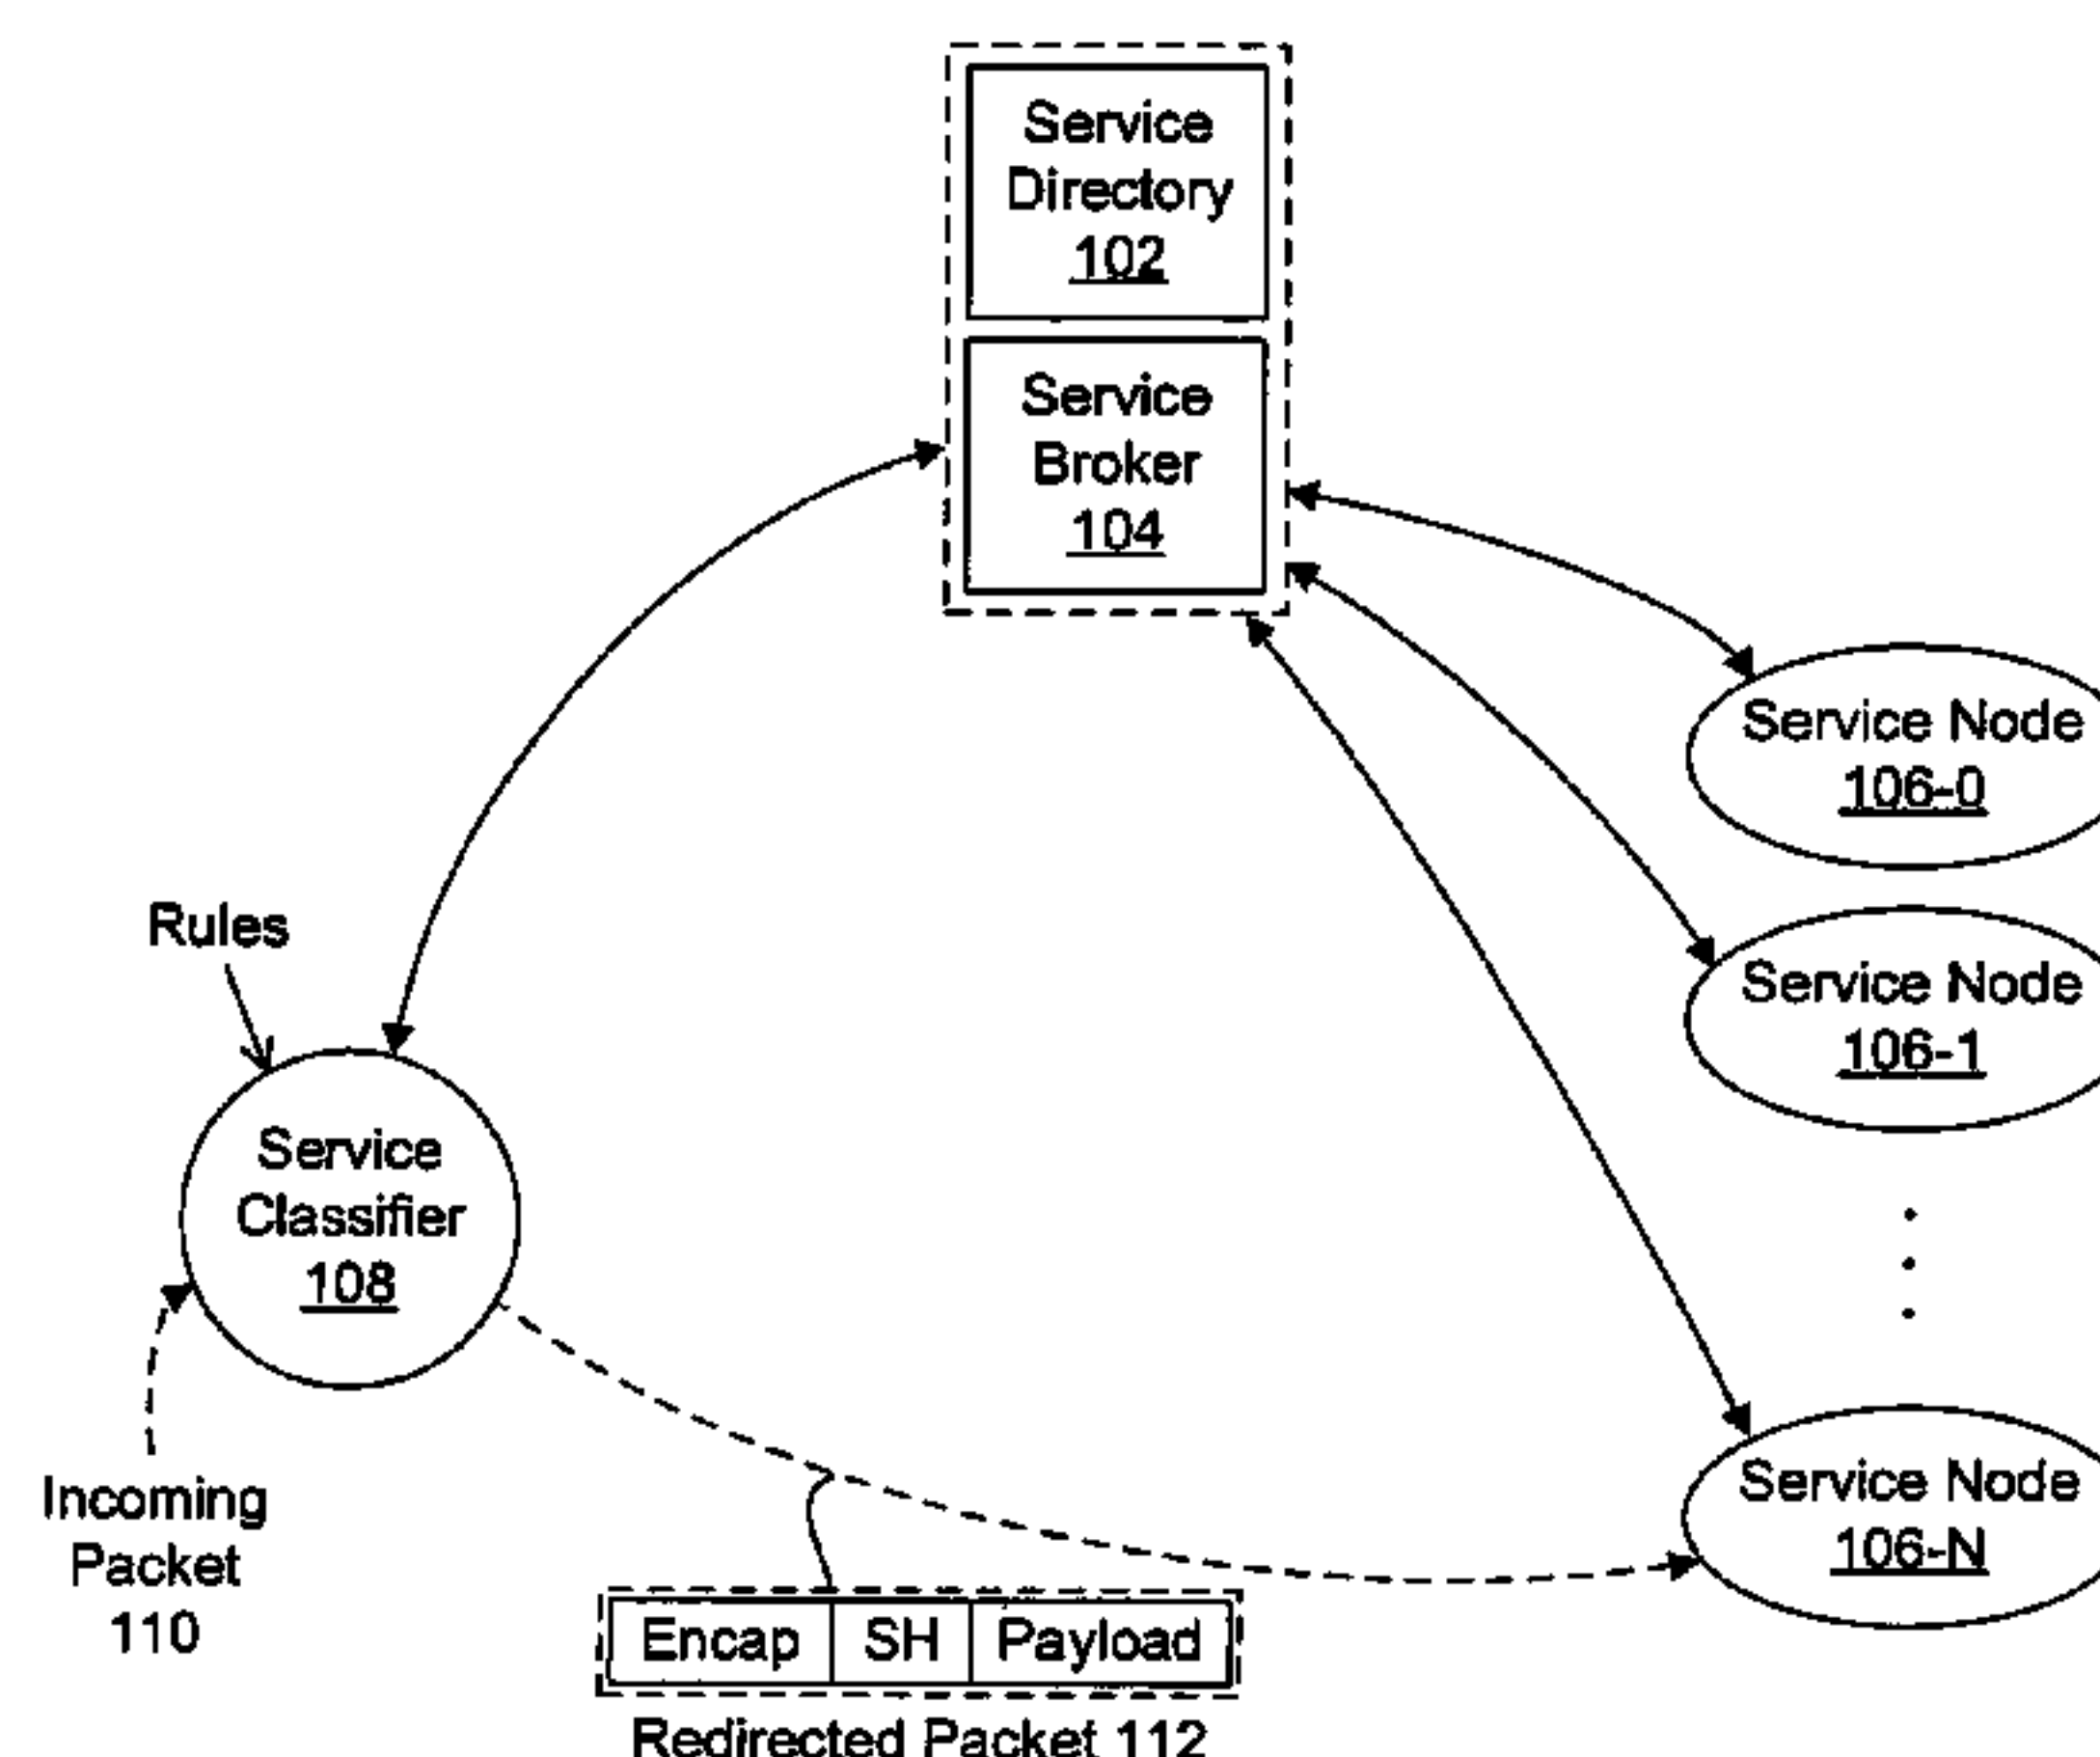 Service
Directory
102
Service
Broker
104
Service Node
106-0
Rules
Service Node
106-1
Service
Classifier
108
Incoming
Packet
110
Service Node
106-N
Encap SH Payload
Redirected Packet 112